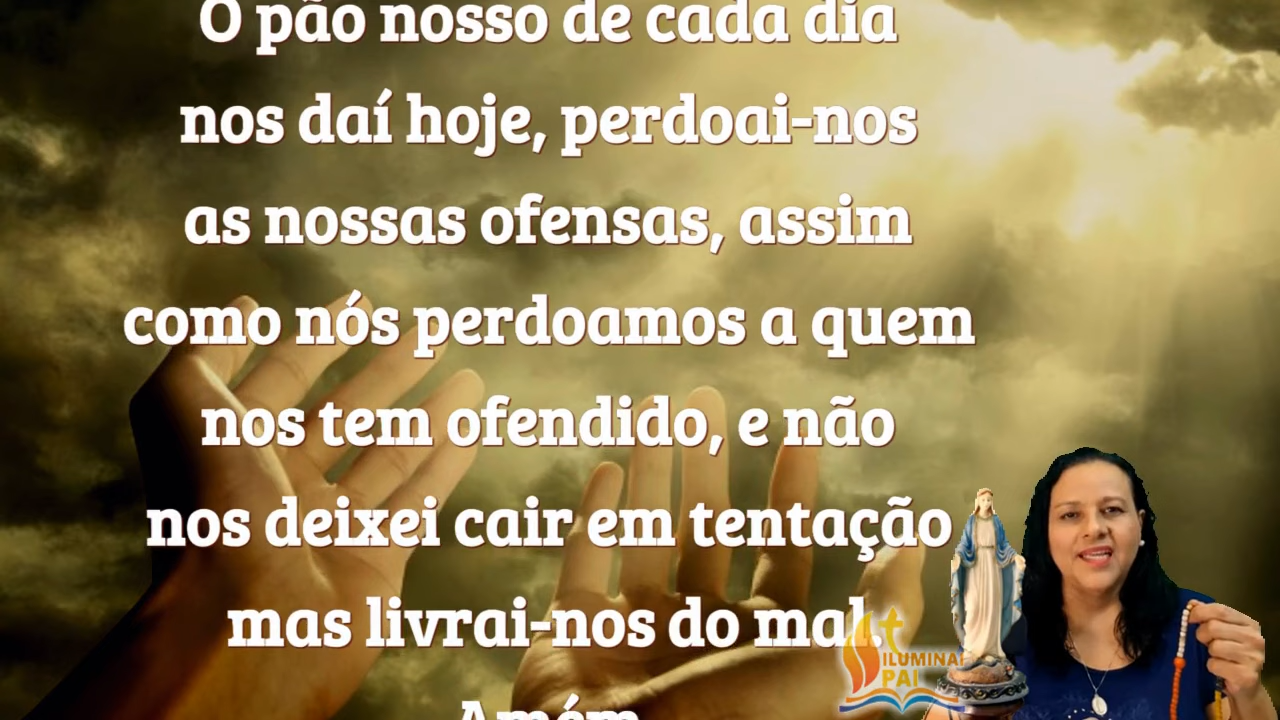 O pão nosso de cada dia
nos daí hoje, perdoai-nos
as nossas ofensas, assim
como nós perdoamos a quem
nos tem ofendido, e não
nos deixei cair em tentação
mas livrai-nos do mal.
Amém
ILUMINAI
PAI